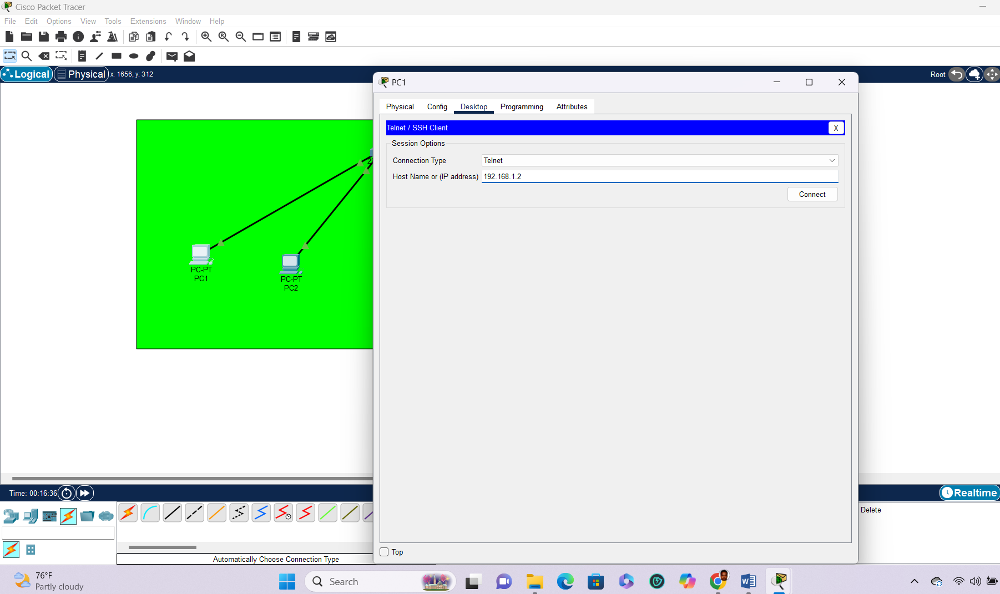 Cisco Packet Tracer
File Edit Options View Tools Extensions Window Help
Logical Physical x: 1656, y: 312 Root
PC1
Physical Config Desktop Programming Attributes
Telnet / SSH Client X
Session Options
Connection Type Telnet
Host Name or (IP address) 192.168.1.2
Connect
PC-PT
PC1
PC-PT
PC2
Time: 00:16:36 Realtime
Delete
Top
Automatically Choose Connection Type
76°F
Partly cloudy
Search